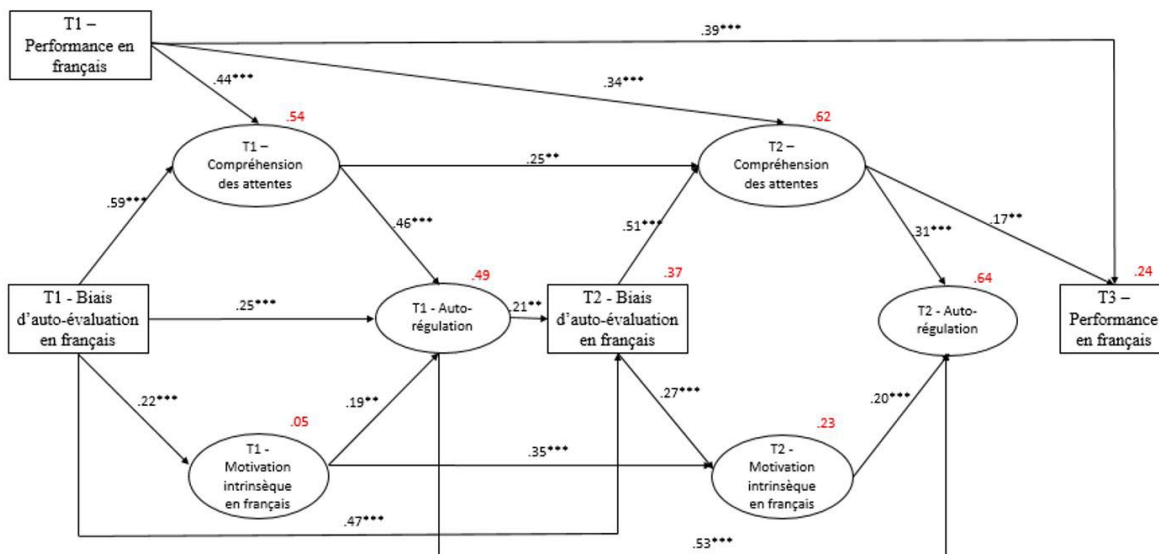 T1 –
Performance en
français
.39***
.44***
.34***
.54
.62
T1 –
Compréhension
des attentes
.25**
T2 –
Compréhension
des attentes
.59***
.46***
.51***
.31***
.17**
.49
.37
.64
.24
T1 - Biais
d’auto-évaluation
en français
.25***
T1 - Auto-
régulation
.21**
T2 - Biais
d’auto-évaluation
en français
T2 - Auto-
régulation
T3 –
Performance
en français
.22***
.19**
.27***
.20***
.05
.23
T1 -
Motivation
intrinsèque
en français
.35***
T2 -
Motivation
intrinsèque
en français
.47***
.53***